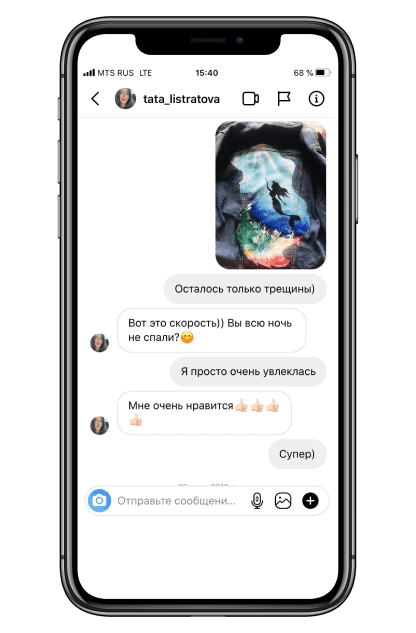 MTS RUS LTE 15:40 68 %
tata_listratova
Осталось только трещины)
Вот это скорость)) Вы всю ночь
не спали?😊
Я просто очень увлеклась
Мне очень нравится👍🏻👍🏻👍🏻
👍🏻
Супер)
Отправьте сообщени...